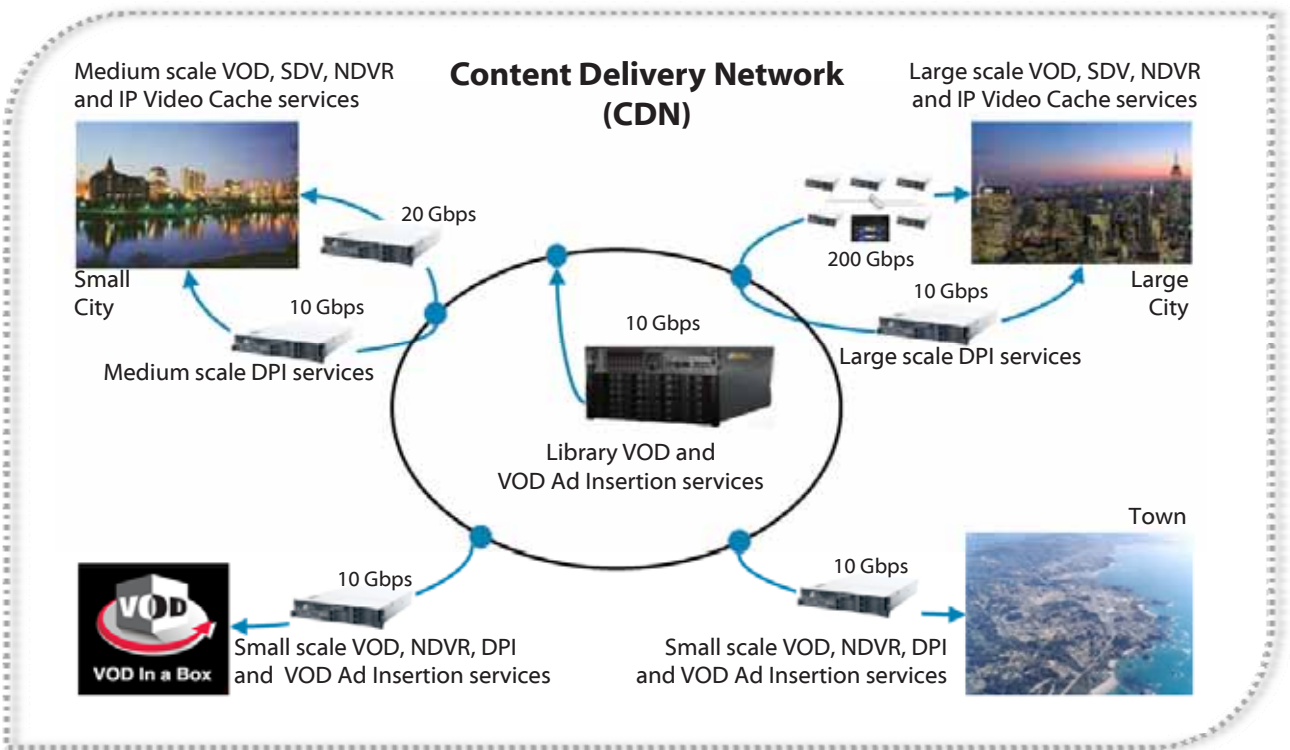 Content Delivery Network
(CDN)
Medium scale VOD, SDV, NDVR
and IP Video Cache services
20 Gbps
Small
City
10 Gbps
Medium scale DPI services
Large scale VOD, SDV, NDVR
and IP Video Cache services
200 Gbps
Large
City
10 Gbps
Large scale DPI services
10 Gbps
Library VOD and
VOD Ad Insertion services
VOD
VOD In a Box
10 Gbps
Small scale VOD, NDVR, DPI
and VOD Ad Insertion services
Town
10 Gbps
Small scale VOD, NDVR, DPI
and VOD Ad Insertion services